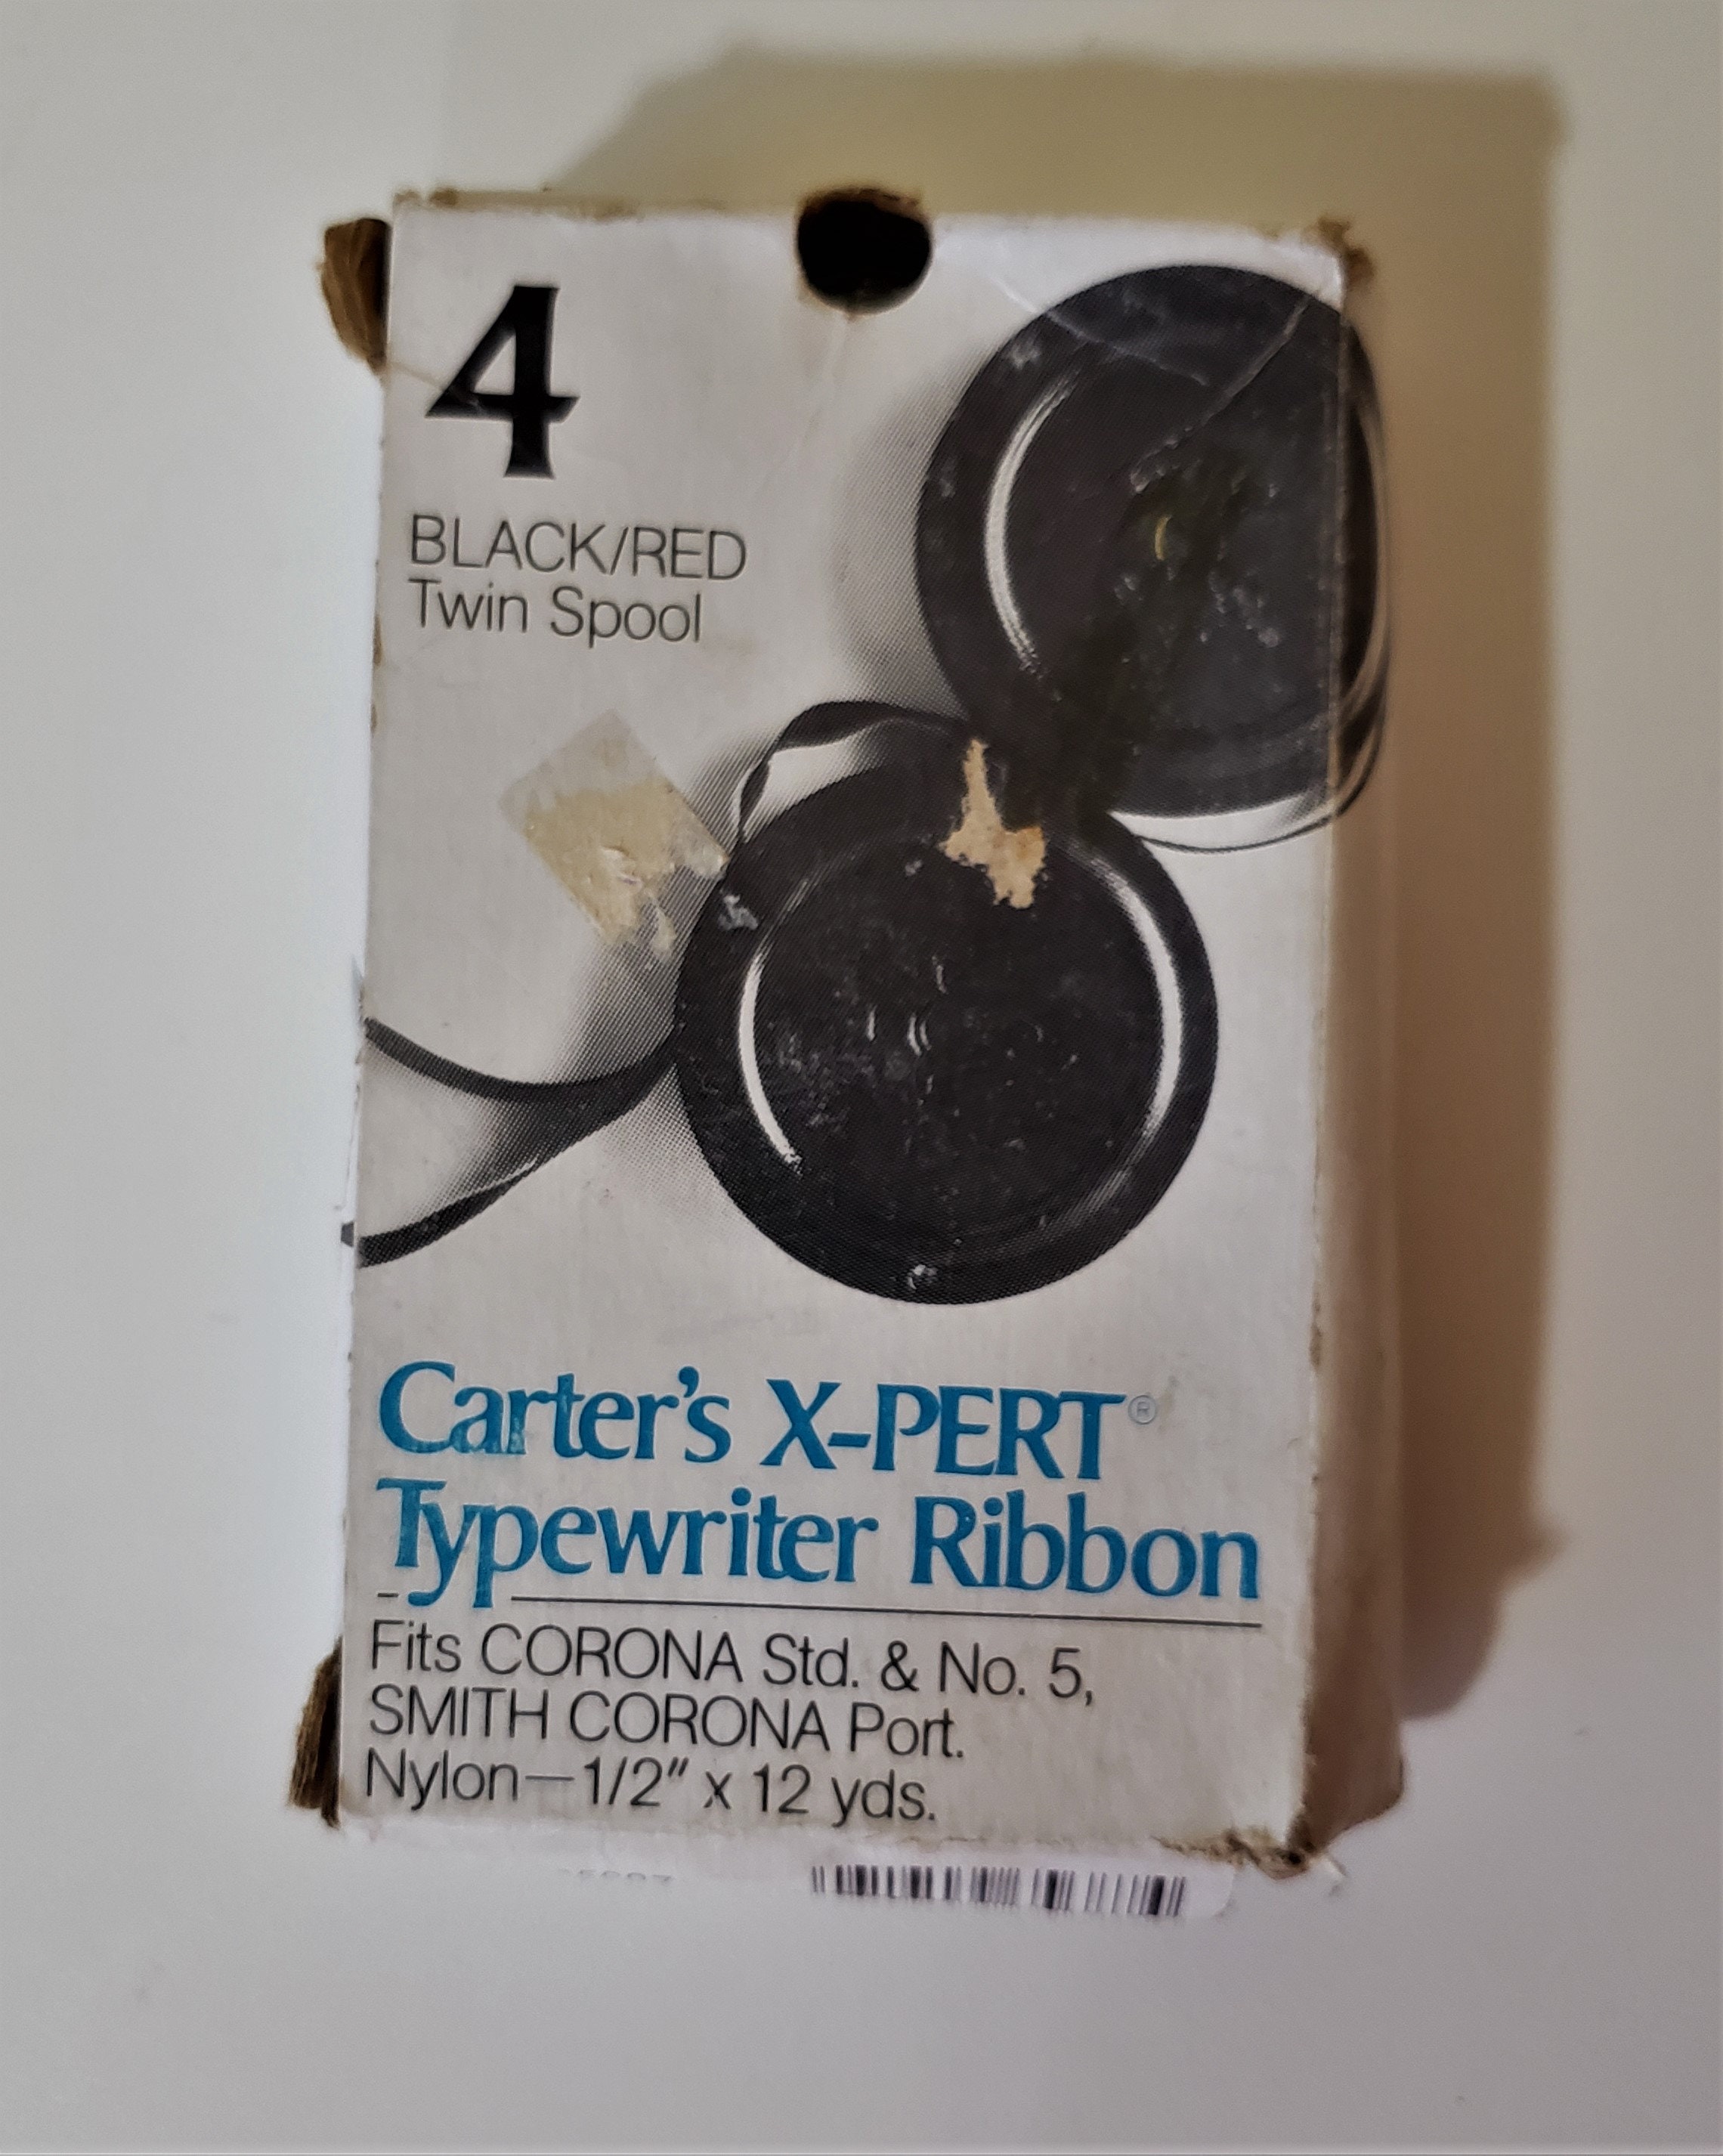 4
BLACK/RED
Twin Spool
Carter's X-PERT®
Typewriter Ribbon
Fits CORONA Std. & No. 5,
SMITH CORONA Port.
Nylon—1/2" x 12 yds.